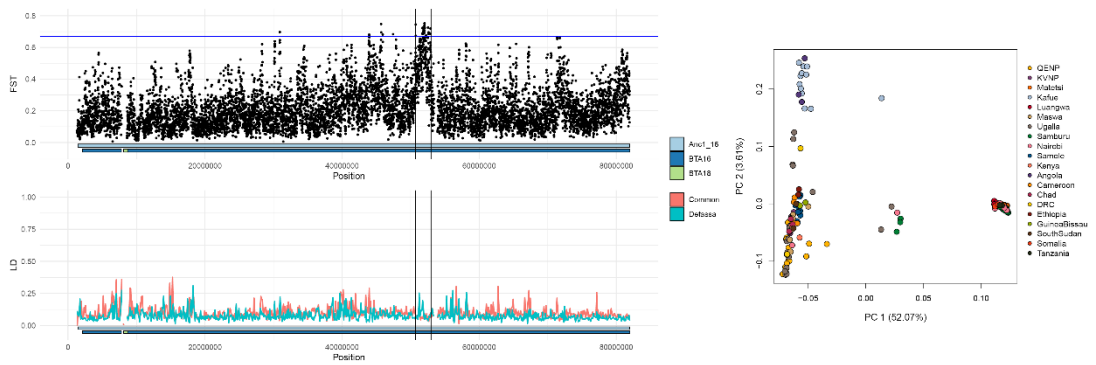 FST
0.8
0.6
0.4
0.2
0.0
0
20000000
40000000
60000000
80000000
Position
LD
1.00
0.75
0.50
0.25
0.00
0
20000000
40000000
60000000
80000000
Position
Anc1_16
BTA16
BTA18
Common
Defassa
PC 2 (3.61%)
0.2
0.1
0.0
−0.1
−0.05
0.00
0.05
0.10
PC 1 (52.07%)
QENP
KVNP
Matetsi
Kafue
Luangwa
Maswa
Ugalla
Samburu
Nairobi
Samole
Kenya
Angola
Cameroon
Chad
DRC
Ethiopia
GuineaBissau
SouthSudan
Somalia
Tanzania